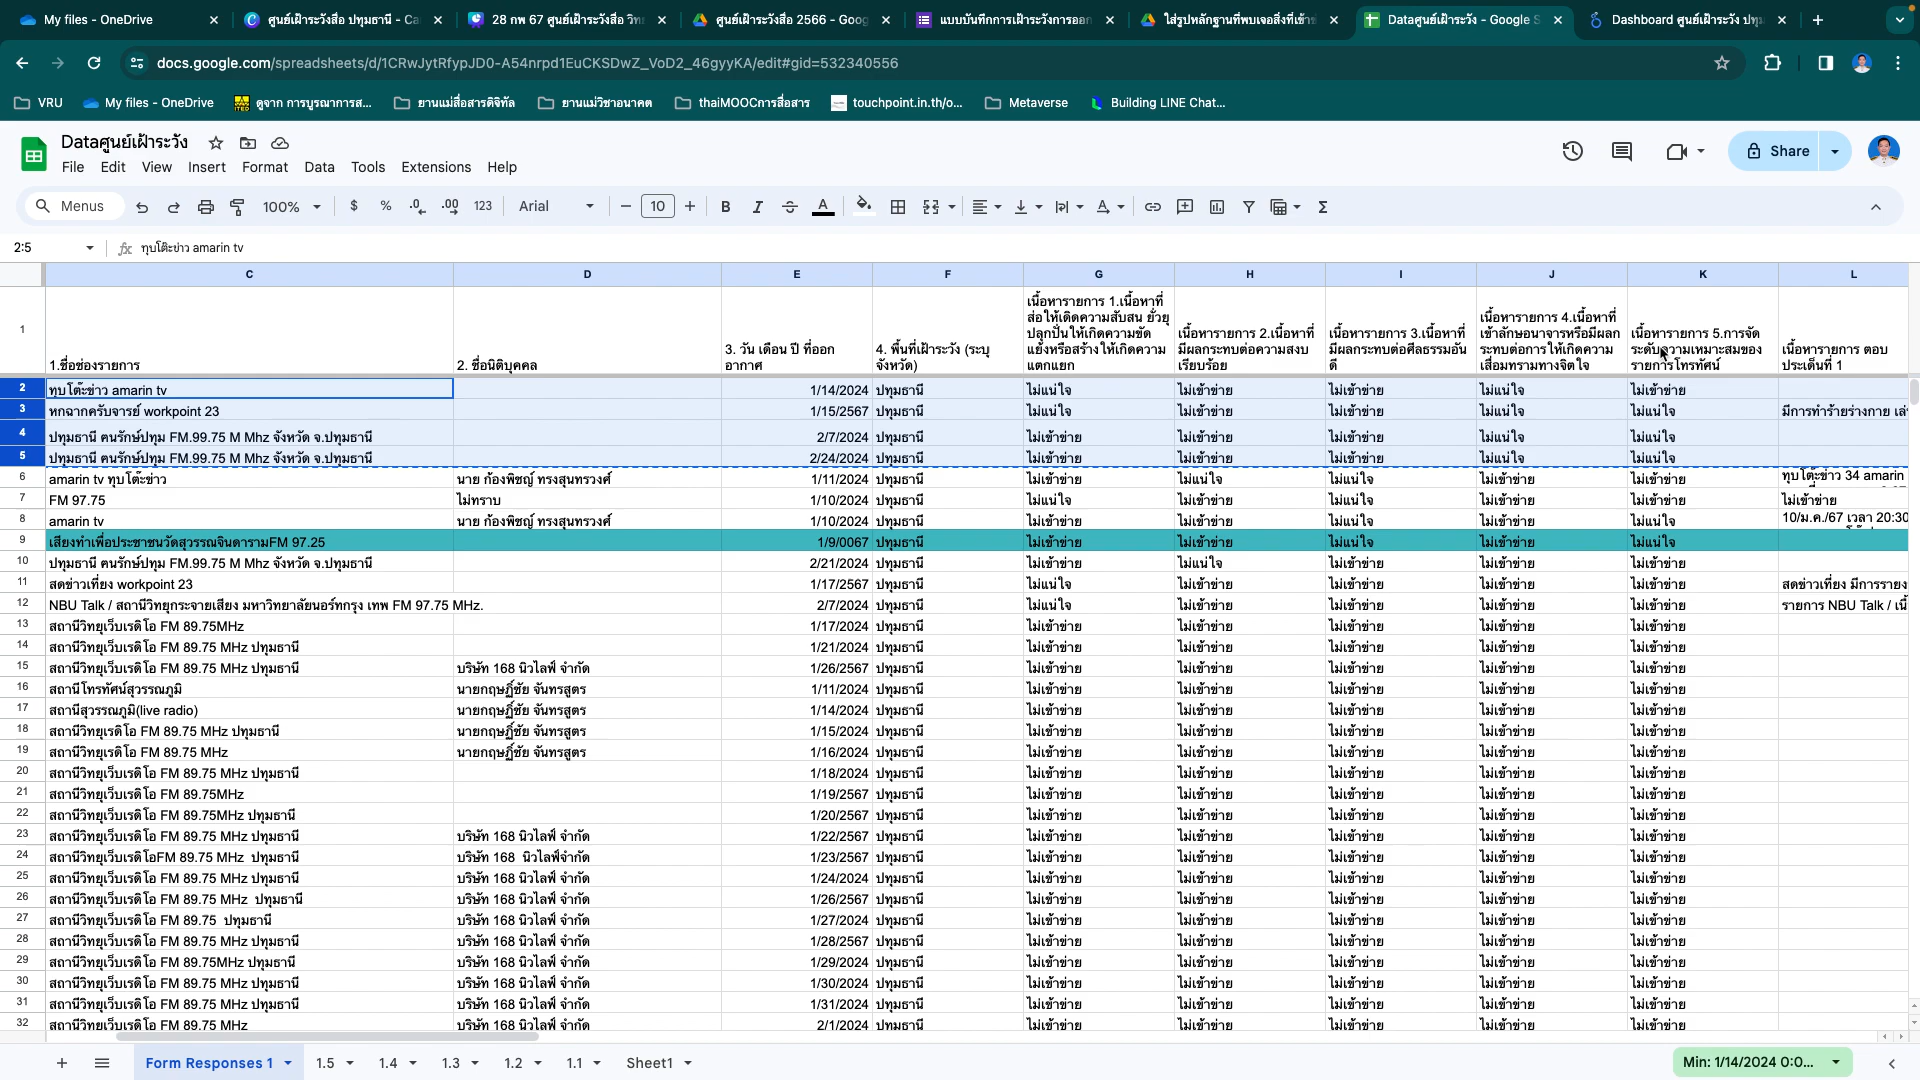 My files - OneDrive
ศูนย์เฝ้าระวังสื่อ ปทุมธานี - Ca
28 กพ 67 ศูนย์เฝ้าระวังสื่อ วิท
ศูนย์เฝ้าระวังสื่อ 2566 - Goog
แบบบันทึกการเฝ้าระวังการออก
ใส่รูปหลักฐานที่พบเจอสิ่งที่เข้าข
Dataศูนย์เฝ้าระวัง - Google S
Dashboard ศูนย์เฝ้าระวัง ปทุม
docs.google.com/spreadsheets/d/1CRwJytRfypJD0-A54nrpd1EuCKSDwZ_VoD2_46gyyKA/edit#gid=532340556
VRU
My files - OneDrive
ดูจาก การบูรณาการส...
ยานแม่สื่อสารดิจิทัล
ยานแม่วิชาอนาคต
thaiMOOCการสื่อสาร
touchpoint.in.th/o...
Metaverse
Building LINE Chat...
Dataศูนย์เฝ้าระวัง
File Edit View Insert Format Data Tools Extensions Help
Share
Menus 100% $ % .0 .00 123 Arial 10
2:5 ทุบโต๊ะข่าว amarin tv
C D E F G H I J K L
1 1.ชื่อช่องรายการ
2. ชื่อนิติบุคคล
3. วัน เดือน ปี ที่ออก
อากาศ
4. พื้นที่เฝ้าระวัง (ระบุ
จังหวัด)
เนื้อหารายการ 1.เนื้อหาที่
ส่อให้เดิดความสับสน ยั่วยุ
ปลุกปั่นให้เกิดความขัด
แย้งหรือสร้างให้เกิดความ
แตกแยก
เนื้อหารายการ 2.เนื้อหาที่
มีผลกระทบต่อความสงบ
เรียบร้อย
เนื้อหารายการ 3.เนื้อหาที่
มีผลกระทบต่อศีลธรรมอัน
ดี
เนื้อหารายการ 4.เนื้อหาที่
เข้าลักษอนาจารหรือมีผลก
ระทบต่อการให้เกิดความ
เสื่อมทรามทางจิตใจ
เนื้อหารายการ 5.การจัด
ระดับความเหมาะสมของ
รายการโทรทัศน์
เนื้อหารายการ ตอบ
ประเด็นที่ 1
2 ทุบโต๊ะข่าว amarin tv 1/14/2024 ปทุมธานี ไม่แน่ใจ ไม่เข้าข่าย ไม่เข้าข่าย ไม่แน่ใจ ไม่เข้าข่าย
3 หกฉากครับจารย์ workpoint 23 1/15/2567 ปทุมธานี ไม่แน่ใจ ไม่เข้าข่าย ไม่เข้าข่าย ไม่เข้าข่าย ไม่แน่ใจ มีการทำร้ายร่างกาย เล่
4 ปทุมธานี ฅนรักษ์ปทุม FM.99.75 M Mhz จังหวัด จ.ปทุมธานี 2/7/2024 ปทุมธานี ไม่เข้าข่าย ไม่เข้าข่าย ไม่เข้าข่าย ไม่แน่ใจ ไม่แน่ใจ
5 ปทุมธานี ฅนรักษ์ปทุม FM.99.75 M Mhz จังหวัด จ.ปทุมธานี 2/24/2024 ปทุมธานี ไม่เข้าข่าย ไม่เข้าข่าย ไม่เข้าข่าย ไม่แน่ใจ ไม่แน่ใจ
6 amarin tv ทุบโต๊ะข่าว นาย ก้องพิชญ์ ทรงสุนทรวงศ์ 1/11/2024 ปทุมธานี ไม่เข้าข่าย ไม่แน่ใจ ไม่แน่ใจ ไม่เข้าข่าย ไม่เข้าข่าย ทุบโต๊ะข่าว 34 amarin
7 FM 97.75 ไม่ทราบ 1/10/2024 ปทุมธานี ไม่แน่ใจ ไม่เข้าข่าย ไม่แน่ใจ ไม่เข้าข่าย ไม่เข้าข่าย ไม่เข้าข่าย
8 amarin tv นาย ก้องพิชญ์ ทรงสุนทรวงศ์ 1/10/2024 ปทุมธานี ไม่เข้าข่าย ไม่เข้าข่าย ไม่แน่ใจ ไม่เข้าข่าย ไม่แน่ใจ 10/ม.ค./67 เวลา 20:30
9 เสียงทำเพื่อประชาชนวัดสุวรรณจินดารามFM 97.25 1/9/0067 ปทุมธานี ไม่เข้าข่าย ไม่เข้าข่าย ไม่แน่ใจ ไม่เข้าข่าย ไม่แน่ใจ
10 ปทุมธานี ฅนรักษ์ปทุม FM.99.75 M Mhz จังหวัด จ.ปทุมธานี 2/21/2024 ปทุมธานี ไม่เข้าข่าย ไม่แน่ใจ ไม่เข้าข่าย ไม่เข้าข่าย ไม่เข้าข่าย
11 สดข่าวเที่ยง workpoint 23 1/17/2567 ปทุมธานี ไม่แน่ใจ ไม่เข้าข่าย ไม่เข้าข่าย ไม่เข้าข่าย ไม่เข้าข่าย สดข่าวเที่ยง มีการรายง
12 NBU Talk / สถานีวิทยุกระจายเสียง มหาวิทยาลัยนอร์ทกรุง เทพ FM 97.75 MHz. 2/7/2024 ปทุมธานี ไม่แน่ใจ ไม่เข้าข่าย ไม่เข้าข่าย ไม่เข้าข่าย ไม่เข้าข่าย รายการ NBU Talk / เนื้
13 สถานีวิทยุเว็บเรดิโอ FM 89.75MHz 1/17/2024 ปทุมธานี ไม่เข้าข่าย ไม่เข้าข่าย ไม่เข้าข่าย ไม่เข้าข่าย ไม่เข้าข่าย
14 สถานีวิทยุเว็บเรดิโอ FM 89.75 MHz ปทุมธานี 1/21/2024 ปทุมธานี ไม่เข้าข่าย ไม่เข้าข่าย ไม่เข้าข่าย ไม่เข้าข่าย ไม่เข้าข่าย
15 สถานีวิทยุเว็บเรดิโอ FM 89.75 MHz ปทุมธานี บริษัท 168 นิวไลฟ์ จำกัด 1/26/2567 ปทุมธานี ไม่เข้าข่าย ไม่เข้าข่าย ไม่เข้าข่าย ไม่เข้าข่าย ไม่เข้าข่าย
16 สถานีโทรทัศน์สุวรรณภูมิ นายกฤษฏิ์ชัย จันทรสูตร 1/11/2024 ปทุมธานี ไม่เข้าข่าย ไม่เข้าข่าย ไม่เข้าข่าย ไม่เข้าข่าย ไม่เข้าข่าย
17 สถานีสุวรรณภูมิ(live radio) นายกฤษฏิ์ชัย จันทรสูตร 1/14/2024 ปทุมธานี ไม่เข้าข่าย ไม่เข้าข่าย ไม่เข้าข่าย ไม่เข้าข่าย ไม่เข้าข่าย
18 สถานีวิทยุเรดิโอ FM 89.75 MHz ปทุมธานี นายกฤษฏิ์ชัย จันทรสูตร 1/15/2024 ปทุมธานี ไม่เข้าข่าย ไม่เข้าข่าย ไม่เข้าข่าย ไม่เข้าข่าย ไม่เข้าข่าย
19 สถานีวิทยุเรดิโอ FM 89.75 MHz นายกฤษฏิ์ชัย จันทรสูตร 1/16/2024 ปทุมธานี ไม่เข้าข่าย ไม่เข้าข่าย ไม่เข้าข่าย ไม่เข้าข่าย ไม่เข้าข่าย
20 สถานีวิทยุเว็บเรดิโอ FM 89.75 MHz ปทุมธานี 1/18/2024 ปทุมธานี ไม่เข้าข่าย ไม่เข้าข่าย ไม่เข้าข่าย ไม่เข้าข่าย ไม่เข้าข่าย
21 สถานีวิทยุเว็บเรดิโอ FM 89.75MHz 1/19/2567 ปทุมธานี ไม่เข้าข่าย ไม่เข้าข่าย ไม่เข้าข่าย ไม่เข้าข่าย ไม่เข้าข่าย
22 สถานีวิทยุเว็บเรดิโอ FM 89.75MHz ปทุมธานี 1/20/2567 ปทุมธานี ไม่เข้าข่าย ไม่เข้าข่าย ไม่เข้าข่าย ไม่เข้าข่าย ไม่เข้าข่าย
23 สถานีวิทยุเว็บเรดิโอ FM 89.75 MHz ปทุมธานี บริษัท 168 นิวไลฟ์ จำกัด 1/22/2567 ปทุมธานี ไม่เข้าข่าย ไม่เข้าข่าย ไม่เข้าข่าย ไม่เข้าข่าย ไม่เข้าข่าย
24 สถานีวิทยุเว็บเรดิโอFM 89.75 MHz ปทุมธานี บริษัท 168 นิวไลฟ์จำกัด 1/23/2567 ปทุมธานี ไม่เข้าข่าย ไม่เข้าข่าย ไม่เข้าข่าย ไม่เข้าข่าย ไม่เข้าข่าย
25 สถานีวิทยุเว็บเรดิโอ FM 89.75 MHz ปทุมธานี บริษัท 168 นิวไลฟ์ จำกัด 1/24/2567 ปทุมธานี ไม่เข้าข่าย ไม่เข้าข่าย ไม่เข้าข่าย ไม่เข้าข่าย ไม่เข้าข่าย
26 สถานีวิทยุเว็บเรดิโอ FM 89.75 MHz ปทุมธานี บริษัท 168 นิวไลฟ์ จำกัด 1/26/2567 ปทุมธานี ไม่เข้าข่าย ไม่เข้าข่าย ไม่เข้าข่าย ไม่เข้าข่าย ไม่เข้าข่าย
27 สถานีวิทยุเว็บเรดิโอ FM 89.75 ปทุมธานี บริษัท 168 นิวไลฟ์ จำกัด 1/27/2024 ปทุมธานี ไม่เข้าข่าย ไม่เข้าข่าย ไม่เข้าข่าย ไม่เข้าข่าย ไม่เข้าข่าย
28 สถานีวิทยุเว็บเรดิโอ FM 89.75 MHz ปทุมธานี บริษัท 168 นิวไลฟ์ จำกัด 1/28/2567 ปทุมธานี ไม่เข้าข่าย ไม่เข้าข่าย ไม่เข้าข่าย ไม่เข้าข่าย ไม่เข้าข่าย
29 สถานีวิทยุเว็บเรดิโอ FM 89.75MHz ปทุมธานี บริษัท 168 นิวไลฟ์ จำกัด 1/29/2024 ปทุมธานี ไม่เข้าข่าย ไม่เข้าข่าย ไม่เข้าข่าย ไม่เข้าข่าย ไม่เข้าข่าย
30 สถานีวิทยุเว็บเรดิโอ FM 89.75 MHz ปทุมธานี บริษัท 168 นิวไลฟ์ จำกัด 1/30/2024 ปทุมธานี ไม่เข้าข่าย ไม่เข้าข่าย ไม่เข้าข่าย ไม่เข้าข่าย ไม่เข้าข่าย
31 สถานีวิทยุเว็บเรดิโอ FM 89.75 MHz ปทุมธานี บริษัท 168 นิวไลฟ์ จำกัด 1/31/2024 ปทุมธานี ไม่เข้าข่าย ไม่เข้าข่าย ไม่เข้าข่าย ไม่เข้าข่าย ไม่เข้าข่าย
32 สถานีวิทยุเว็บเรดิโอ FM 89.75 MHz บริษัท 168 นิวไลฟ์ จำกัด 2/1/2024 ปทุมธานี ไม่เข้าข่าย ไม่เข้าข่าย ไม่เข้าข่าย ไม่เข้าข่าย ไม่เข้าข่าย
Form Responses 1 1.5 1.4 1.3 1.2 1.1 Sheet1 Min: 1/14/2024 0:0...